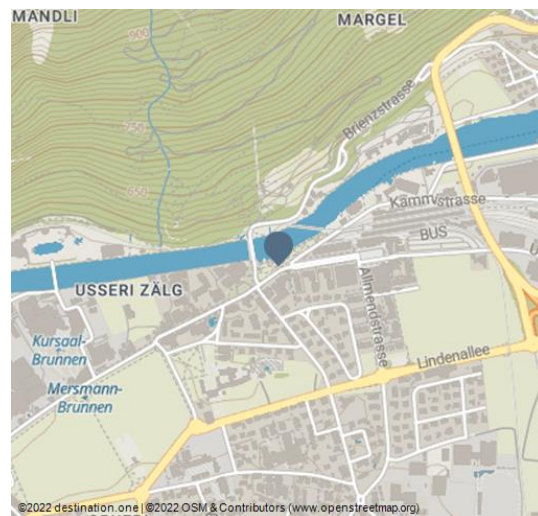 MANDLI
MARGEL
900
Brienzstrasse
750
650
Kammstrasse
BUS
USSERI ZÄLG
Allmendstrasse
Kursaal-
Brunnen
Lindenallee
Mersmann-
Brunnen
©2022 destination.one | ©2022 OSM & Contributors (www.openstreetmap.org)